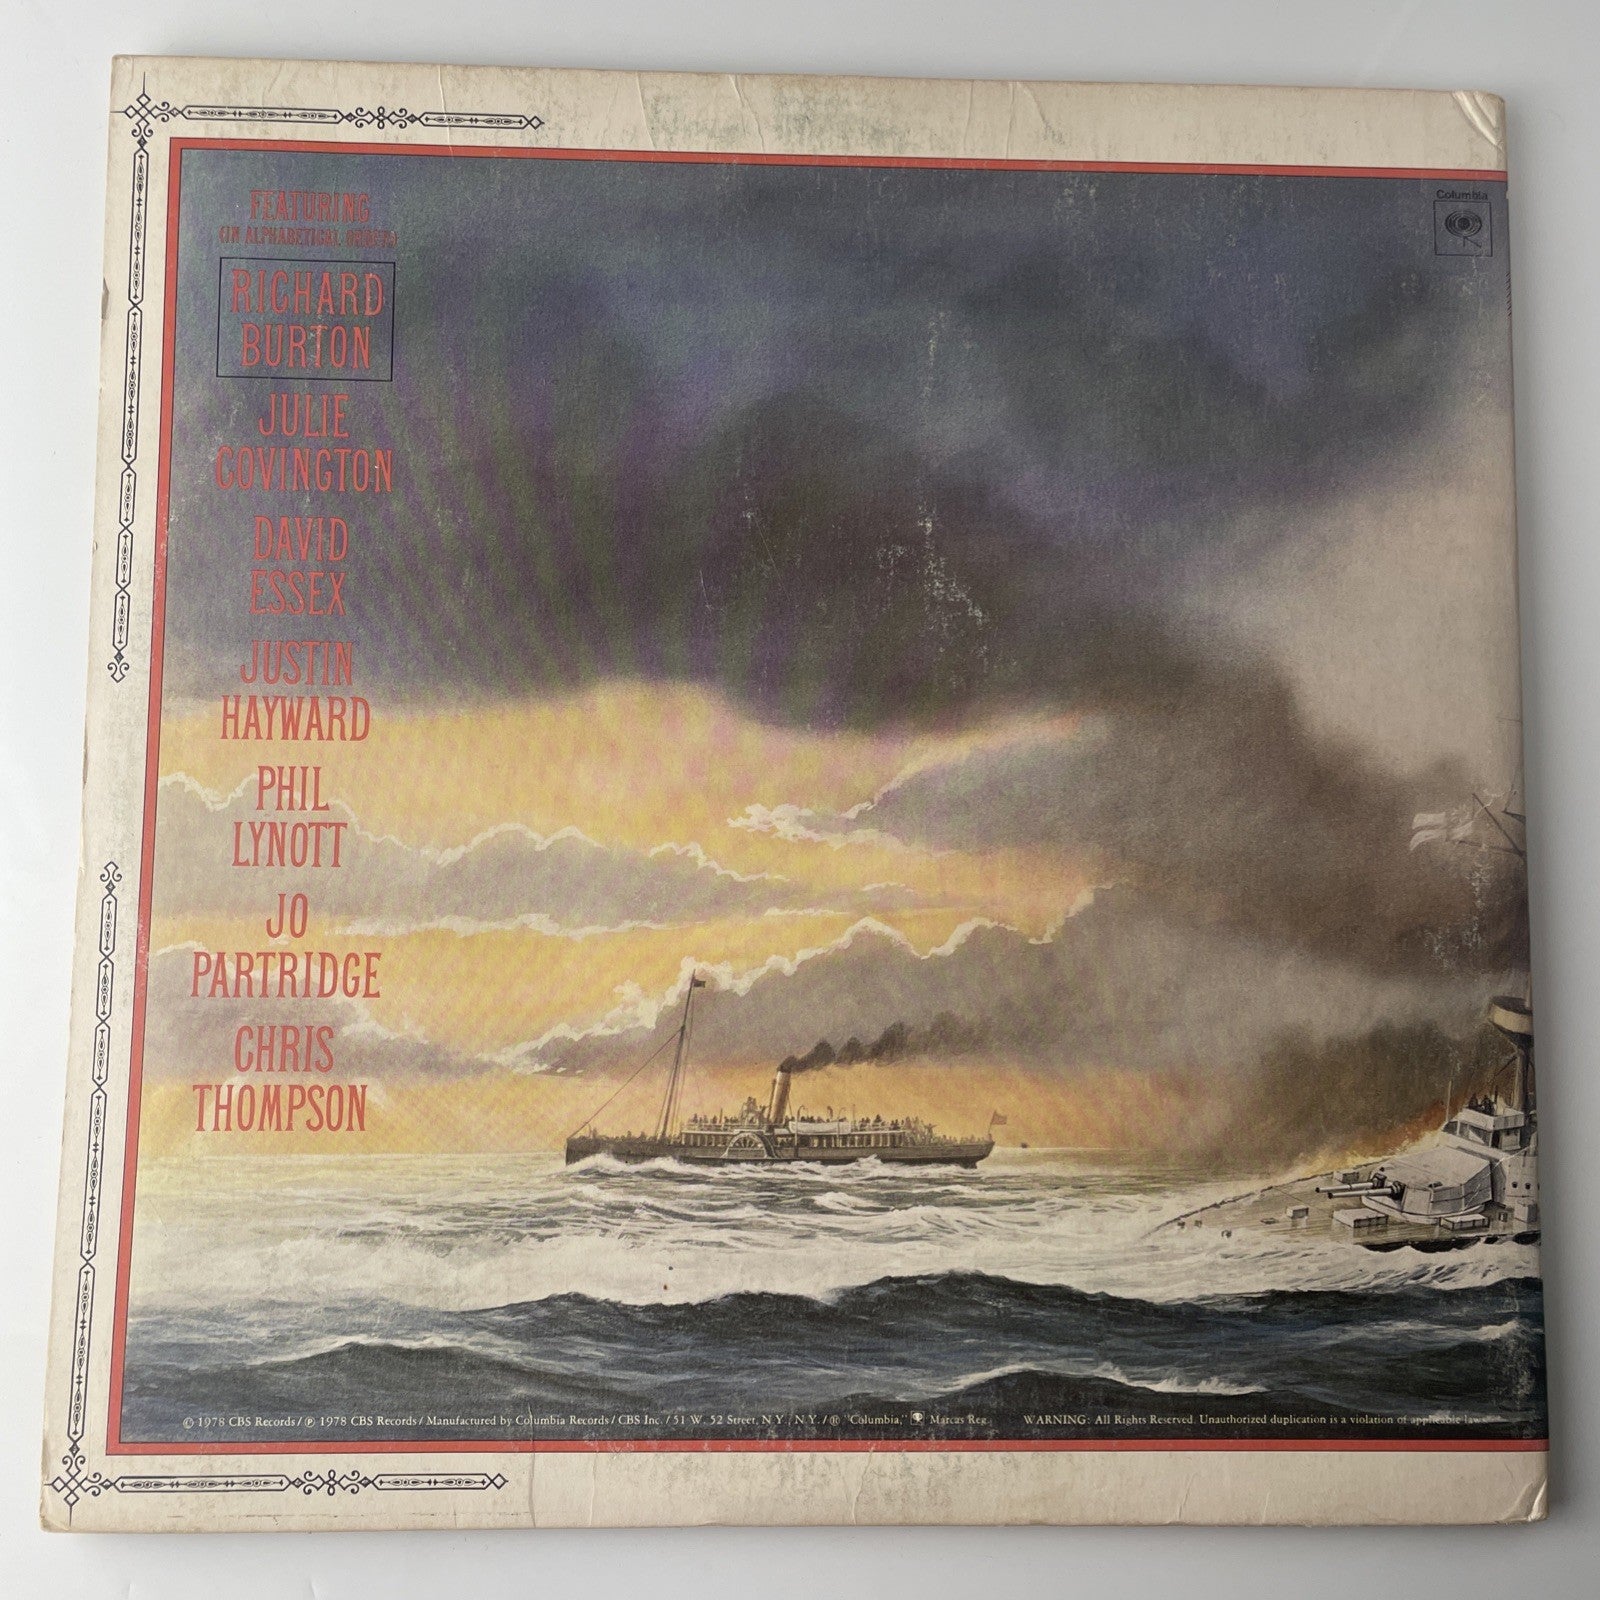 FEATURING
(IN ALPHABETICAL ORDER)
RICHARD
BURTON
JULIE
COVINGTON
DAVID
ESSEX
JUSTIN
HAYWARD
PHIL
LYNOTT
JO
PARTRIDGE
CHRIS
THOMPSON
Columbia
© 1978 CBS Records / ℗ 1978 CBS Records / Manufactured by Columbia Records / CBS Inc. / 51 W. 52 Street, N.Y., N.Y. / ® "Columbia," Marcas Reg. WARNING: All Rights Reserved. Unauthorized duplication is a violation of applicable laws.